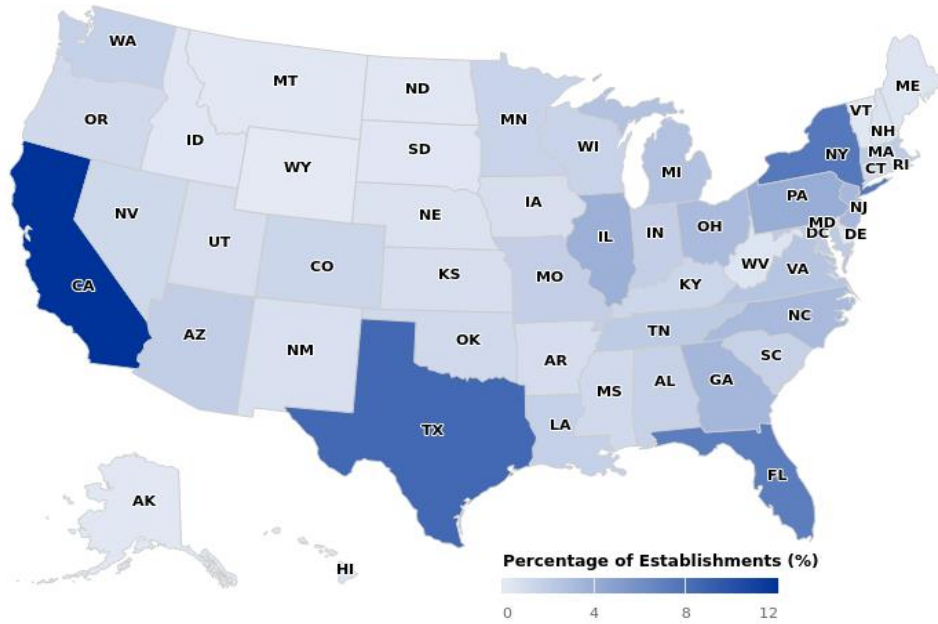 WA
MT
ND
ME
VT
OR
MN
NH
ID
SD
WI
MA
NY
RI
WY
MI
CT
NE
IA
PA
NJ
NV
IL
IN
OH
MD
UT
DC
DE
CO
KS
MO
WV
VA
CA
KY
NC
AZ
OK
TN
NM
AR
SC
MS
AL
GA
TX
LA
FL
AK
HI
Percentage of Establishments (%)
0 4 8 12